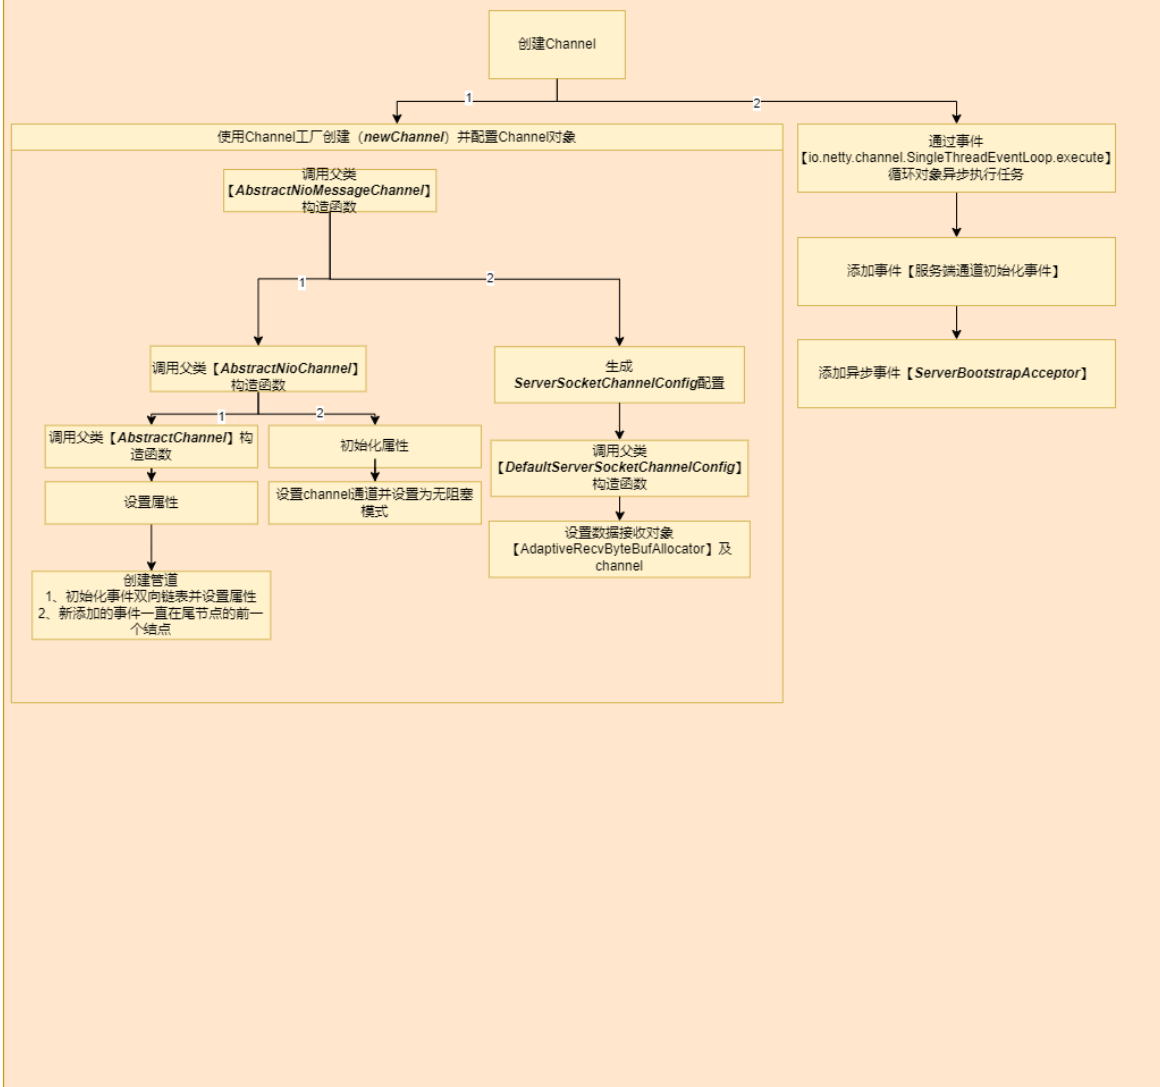 创建Channel
1
2
使用Channel工厂创建（newChannel）并配置Channel对象
调用父类
【AbstractNioMessageChannel】
构造函数
1
2
调用父类【AbstractNioChannel】
构造函数
1
2
调用父类【AbstractChannel】构
造函数
设置属性
创建管道
1、初始化事件双向链表并设置属性
2、新添加的事件一直在尾节点的前一
个结点
初始化属性
设置channel通道并设置为无阻塞
模式
生成
ServerSocketChannelConfig配置
调用父类
【DefaultServerSocketChannelConfig】
构造函数
设置数据接收对象
【AdaptiveRecvByteBufAllocator】及
channel
通过事件
【io.netty.channel.SingleThreadEventLoop.execute】
循环对象异步执行任务
添加事件【服务端通道初始化事件】
添加异步事件【ServerBootstrapAcceptor】